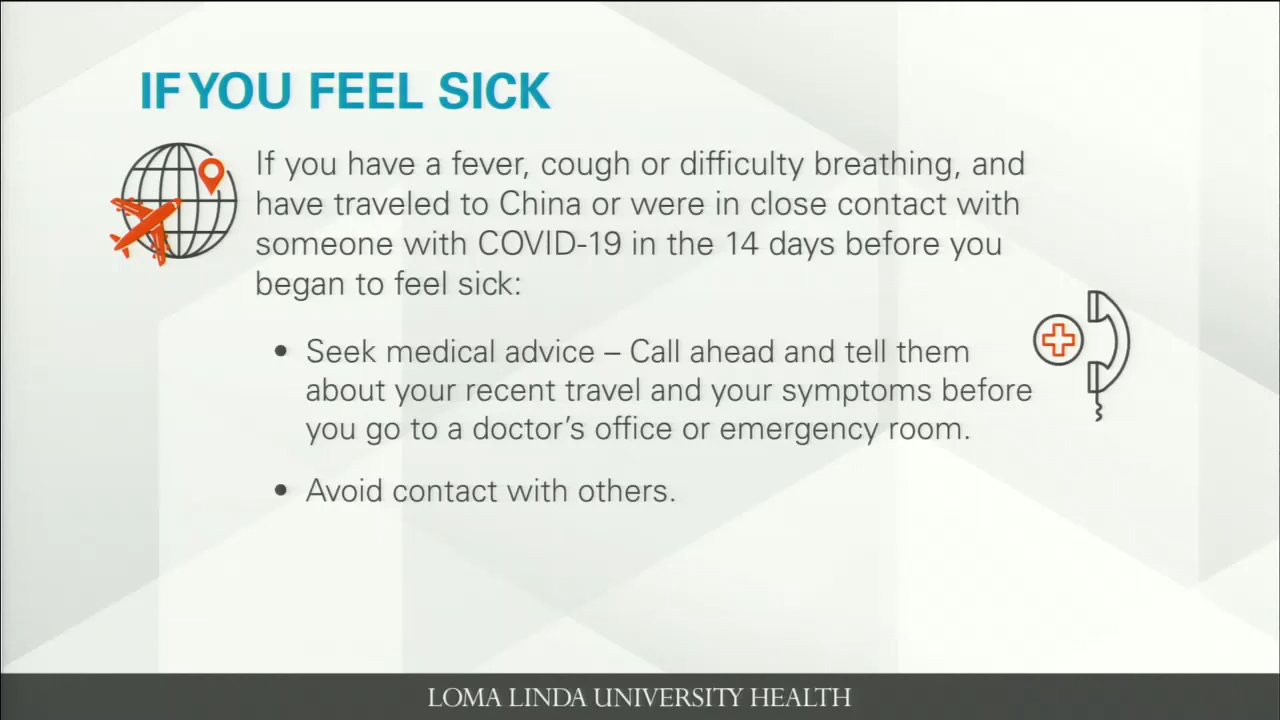 IF YOU FEEL SICK
If you have a fever, cough or difficulty breathing, and
have traveled to China or were in close contact with
someone with COVID-19 in the 14 days before you
began to feel sick:
• Seek medical advice – Call ahead and tell them
about your recent travel and your symptoms before
you go to a doctor's office or emergency room.
• Avoid contact with others.
LOMA LINDA UNIVERSITY HEALTH